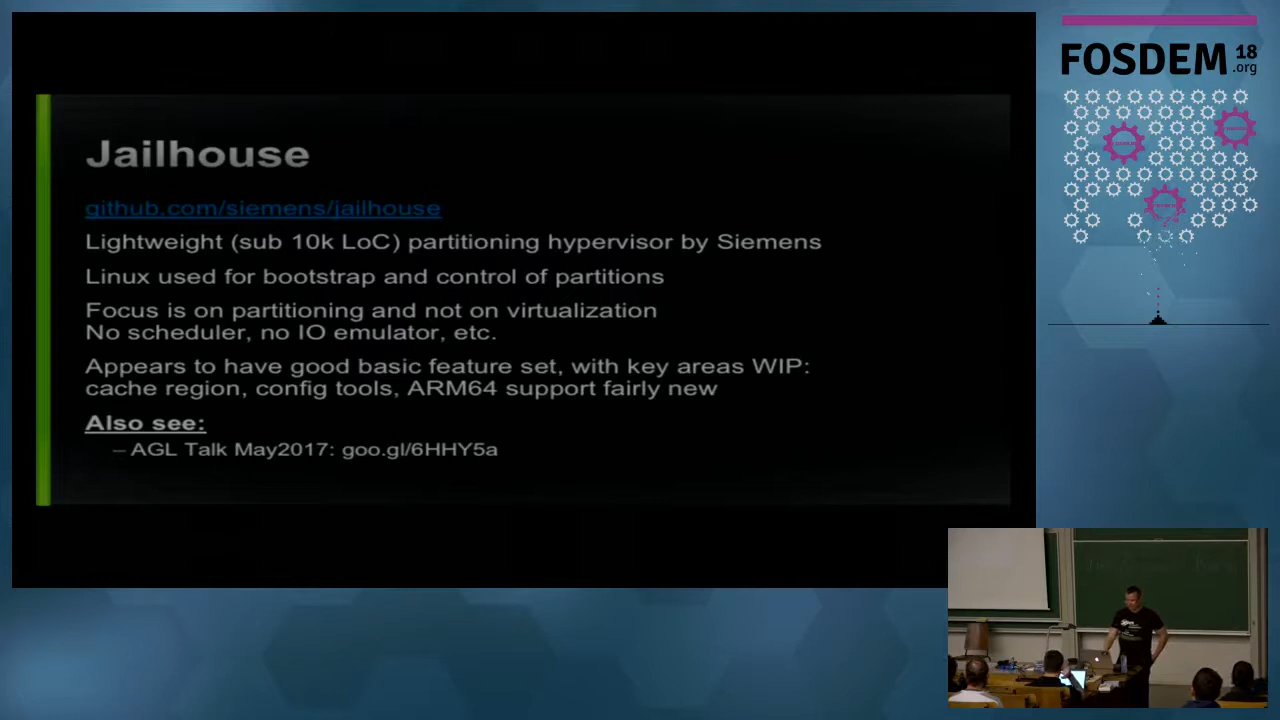 Jailhouse
github.com/siemens/jailhouse
Lightweight (sub 10k LoC) partitioning hypervisor by Siemens
Linux used for bootstrap and control of partitions
Focus is on partitioning and not on virtualization
No scheduler, no IO emulator, etc.
Appears to have good basic feature set, with key areas WIP:
cache region, config tools, ARM64 support fairly new
Also see:
– AGL Talk May2017: goo.gl/6HHY5a
FOSDEM 18
.org